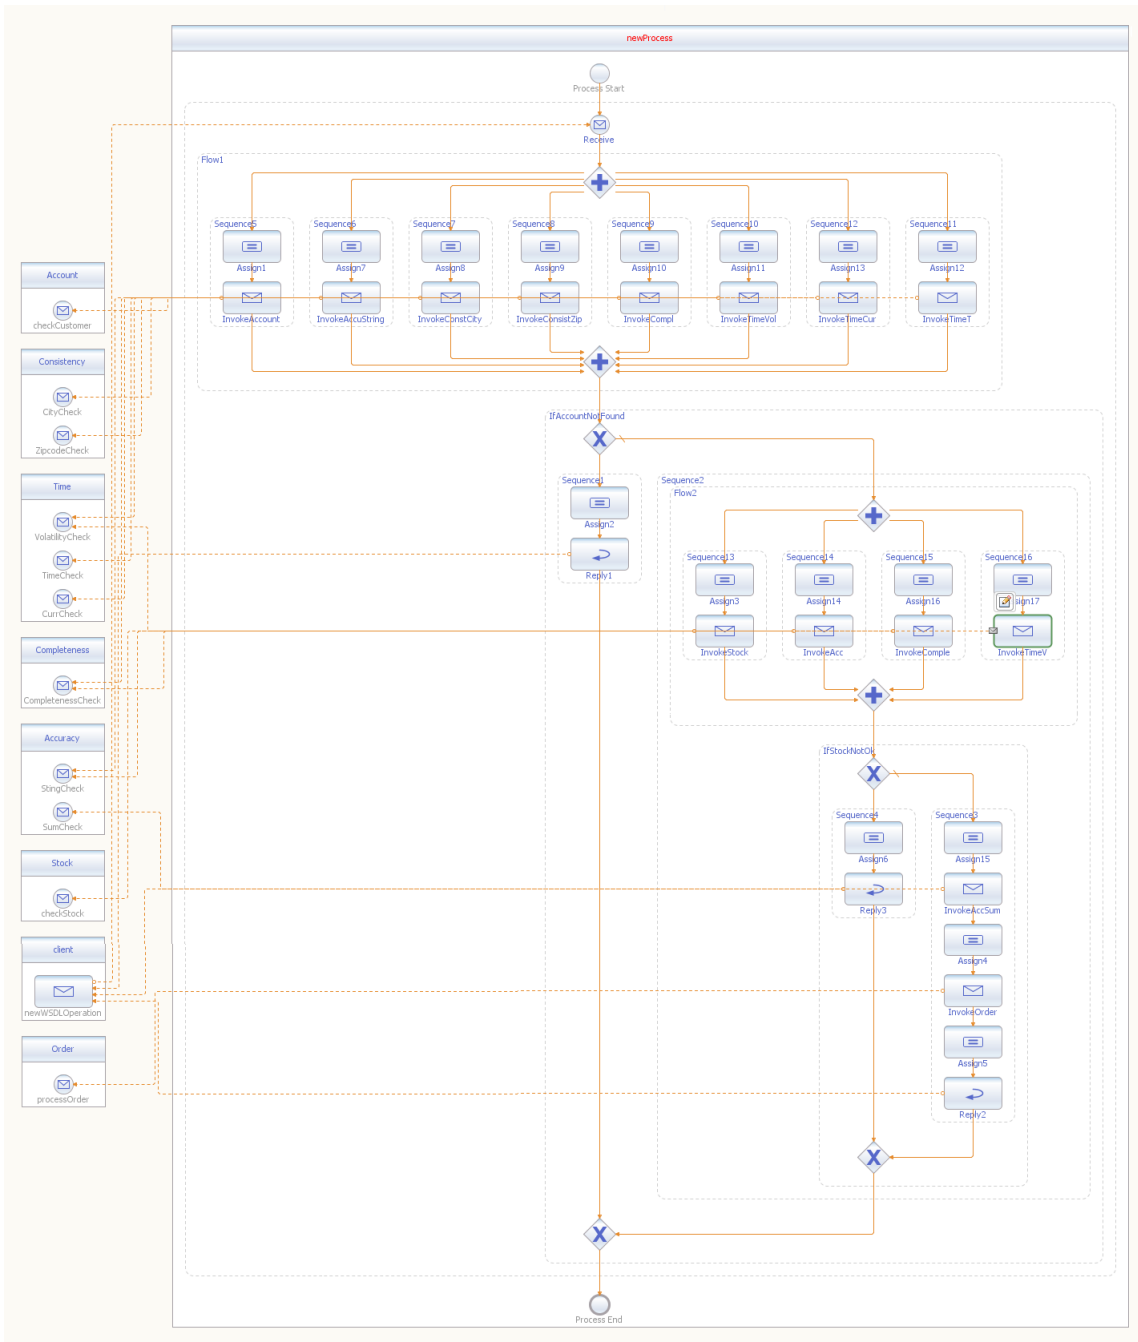 newProcess
Process Start
Receive
Flow1
Sequence5
Sequence6
Sequence7
Sequence8
Sequence9
Sequence10
Sequence12
Sequence11
Assign1
Assign7
Assign8
Assign9
Assign10
Assign11
Assign13
Assign12
InvokeAccount
InvokeAccuString
InvokeConstCity
InvokeConsistZip
InvokeCompl
InvokeTimeVol
InvokeTimeCur
InvokeTimeT
Account
checkCustomer
Consistency
CityCheck
ZipcodeCheck
Time
VolatilityCheck
TimeCheck
CurrCheck
Completeness
CompletenessCheck
Accuracy
StingCheck
SumCheck
Stock
checkStock
client
newWSDLOperation
Order
processOrder
IfAccountNotFound
Sequence1
Assign2
Reply1
Sequence2
Flow2
Sequence13
Sequence14
Sequence15
Sequence16
Assign3
Assign14
Assign16
sign17
InvokeStock
InvokeAcc
InvokeComple
InvokeTimeV
IfStockNotOk
Sequence4
Sequence3
Assign6
Assign15
Reply3
InvokeAccSum
Assign4
InvokeOrder
Assign5
Reply2
Process End